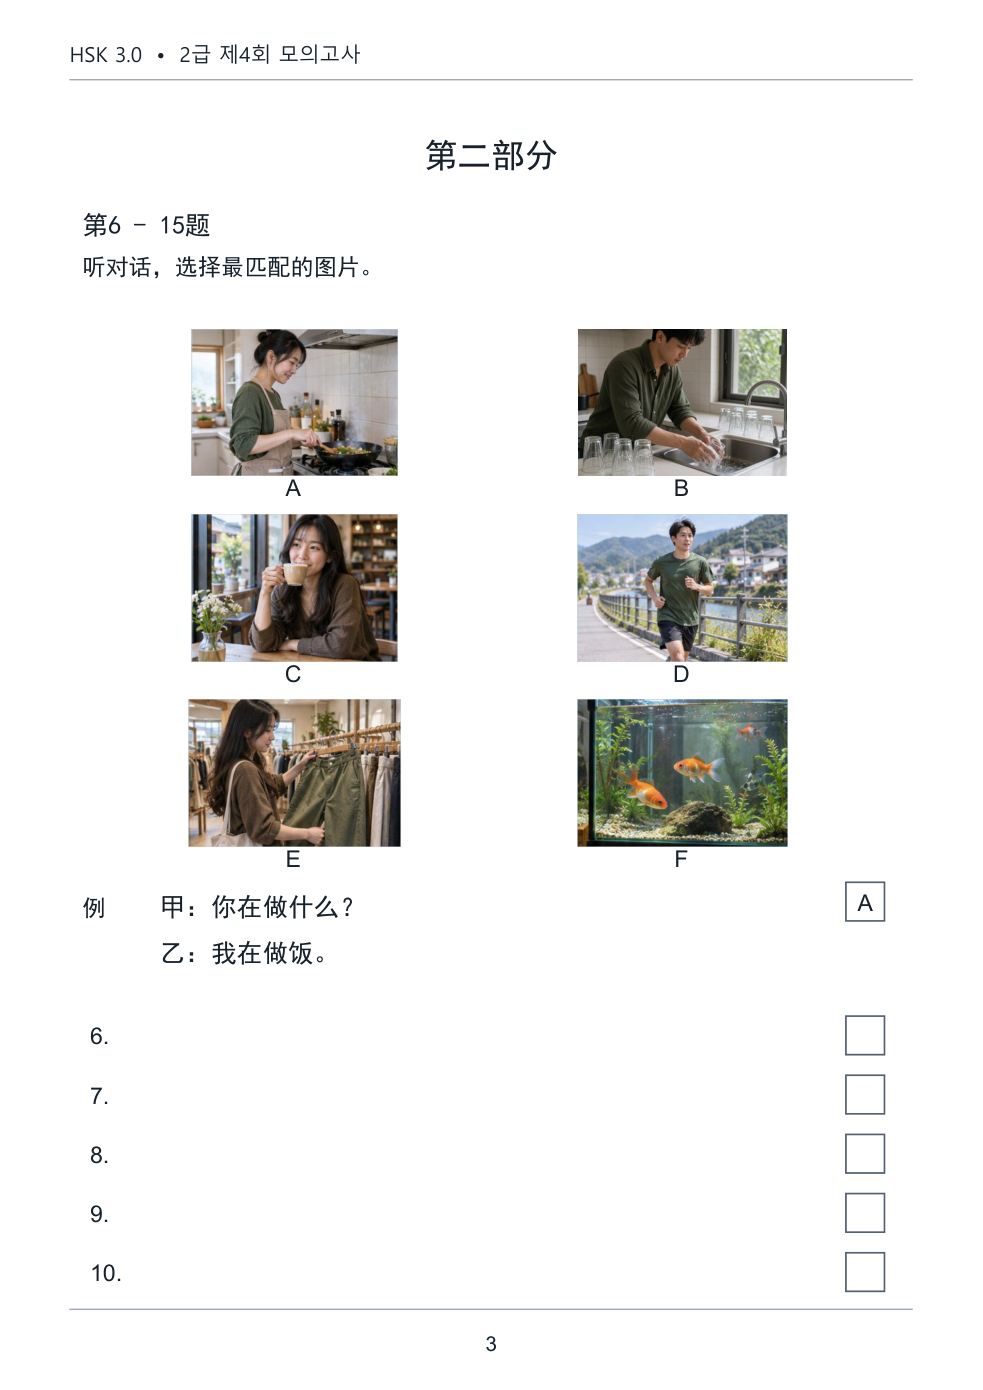 HSK 3.0 • 2급 제4회 모의고사
第二部分
第6 - 15题
听对话，选择最匹配的图片。
A
B
C
D
E
F
例 甲：你在做什么？ A
乙：我在做饭。
6.
7.
8.
9.
10.
3